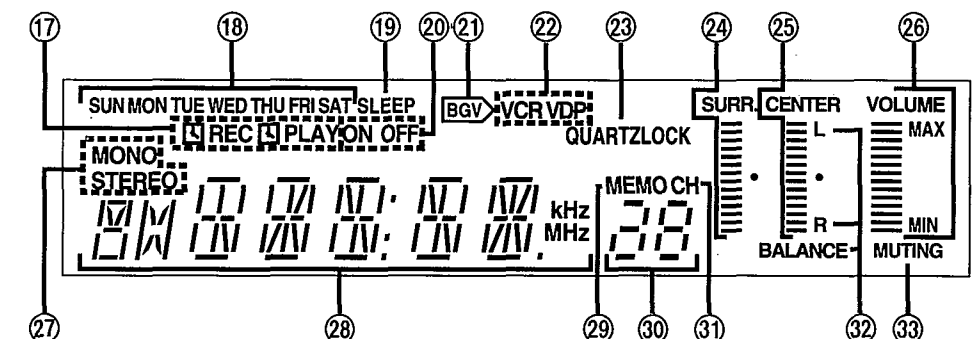 ⑰ ⑱ ⑲ ⑳ ㉑ ㉒ ㉓ ㉔ ㉕ ㉖
SUN MON TUE WED THU FRI SAT SLEEP BGV VCR VDP SURR. CENTER VOLUME
REC PLAY ON OFF QUARTZLOCK L MAX
MONO
STEREO MEMO CH
kHz
MHz R MIN
BALANCE MUTING
㉗ ㉘ ㉙ ㉚ ㉛ ㉜ ㉝